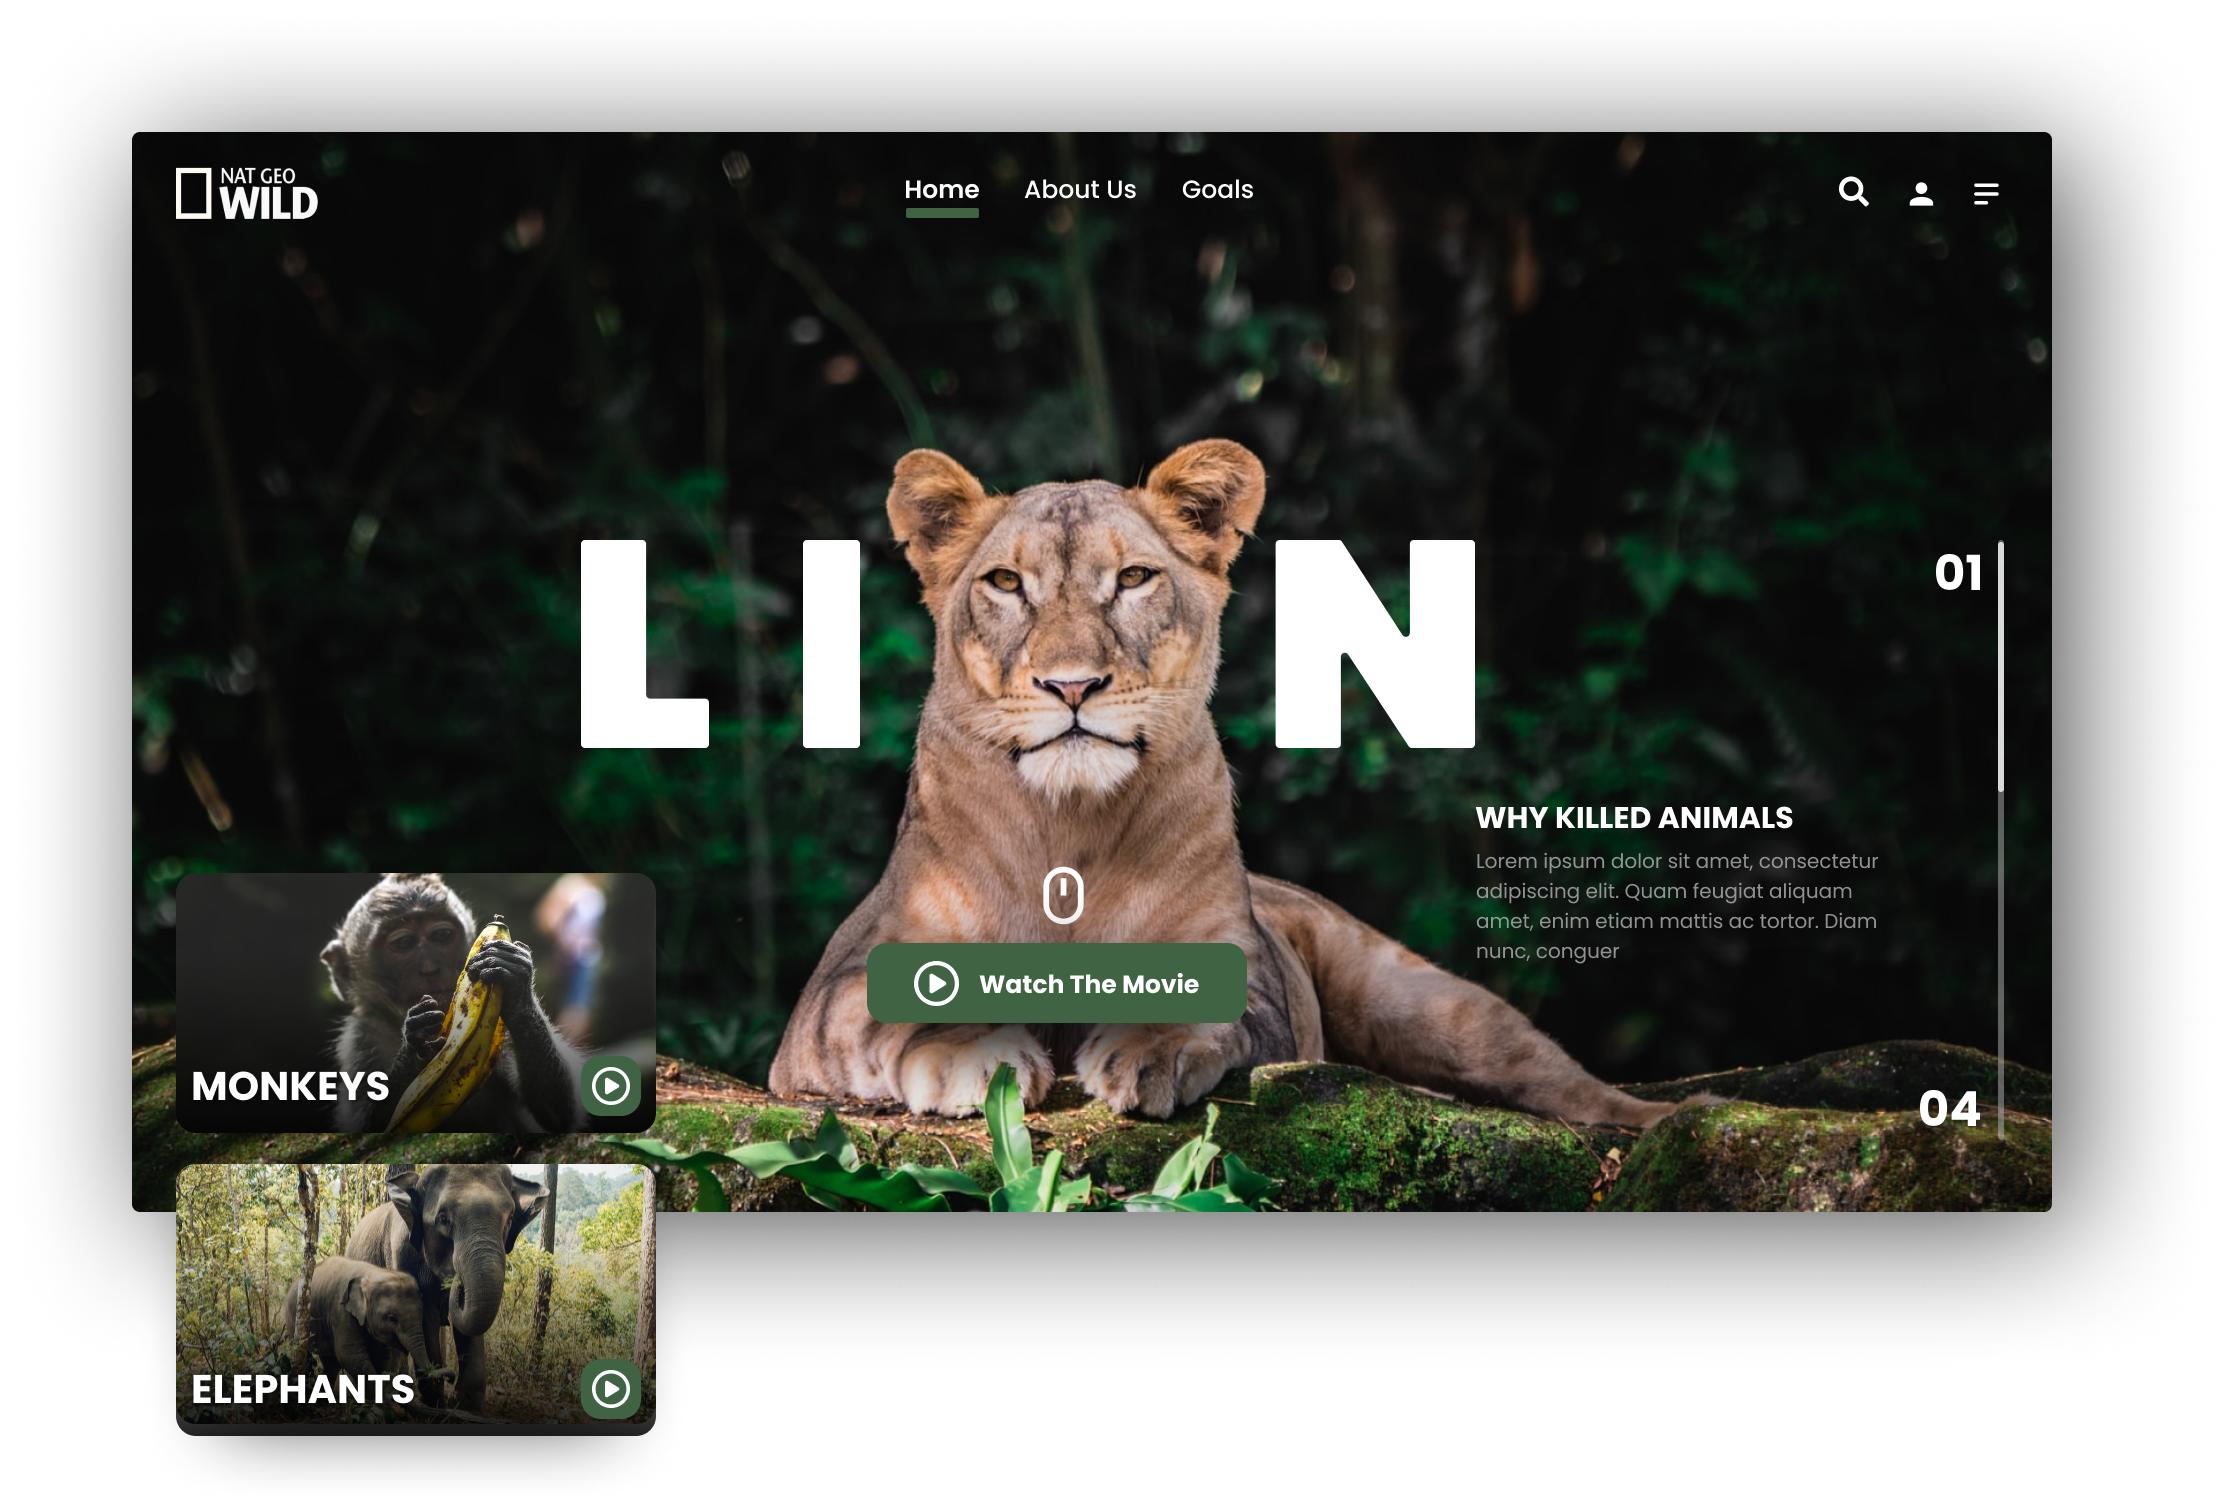 NAT GEO
WILD
Home
About Us
Goals
LI N
01
WHY KILLED ANIMALS
Lorem ipsum dolor sit amet, consectetur
adipiscing elit. Quam feugiat aliquam
amet, enim etiam mattis ac tortor. Diam
nunc, conguer
Watch The Movie
MONKEYS
04
ELEPHANTS